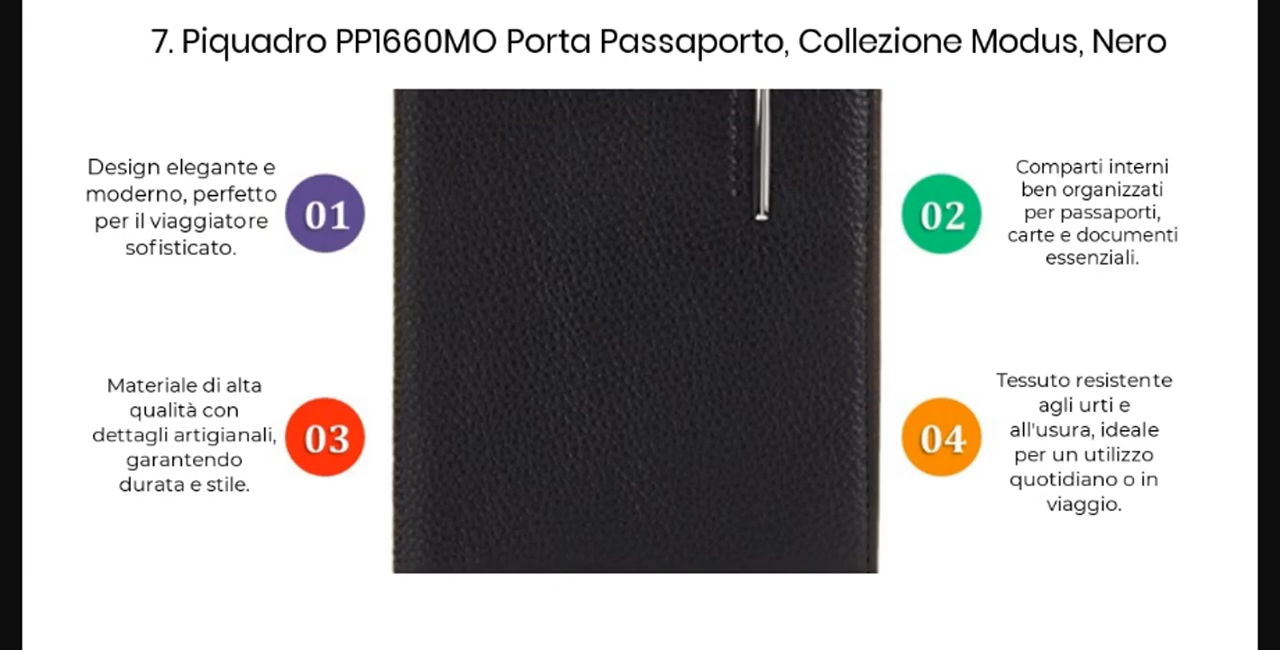 7. Piquadro PP1660MO Porta Passaporto, Collezione Modus, Nero
Design elegante e
moderno, perfetto
per il viaggiatore
sofisticato.
01
02
Comparti interni
ben organizzati
per passaporti,
carte e documenti
essenziali.
Materiale di alta
qualità con
dettagli artigianali,
garantendo
durata e stile.
03
04
Tessuto resistente
agli urti e
all'usura, ideale
per un utilizzo
quotidiano o in
viaggio.